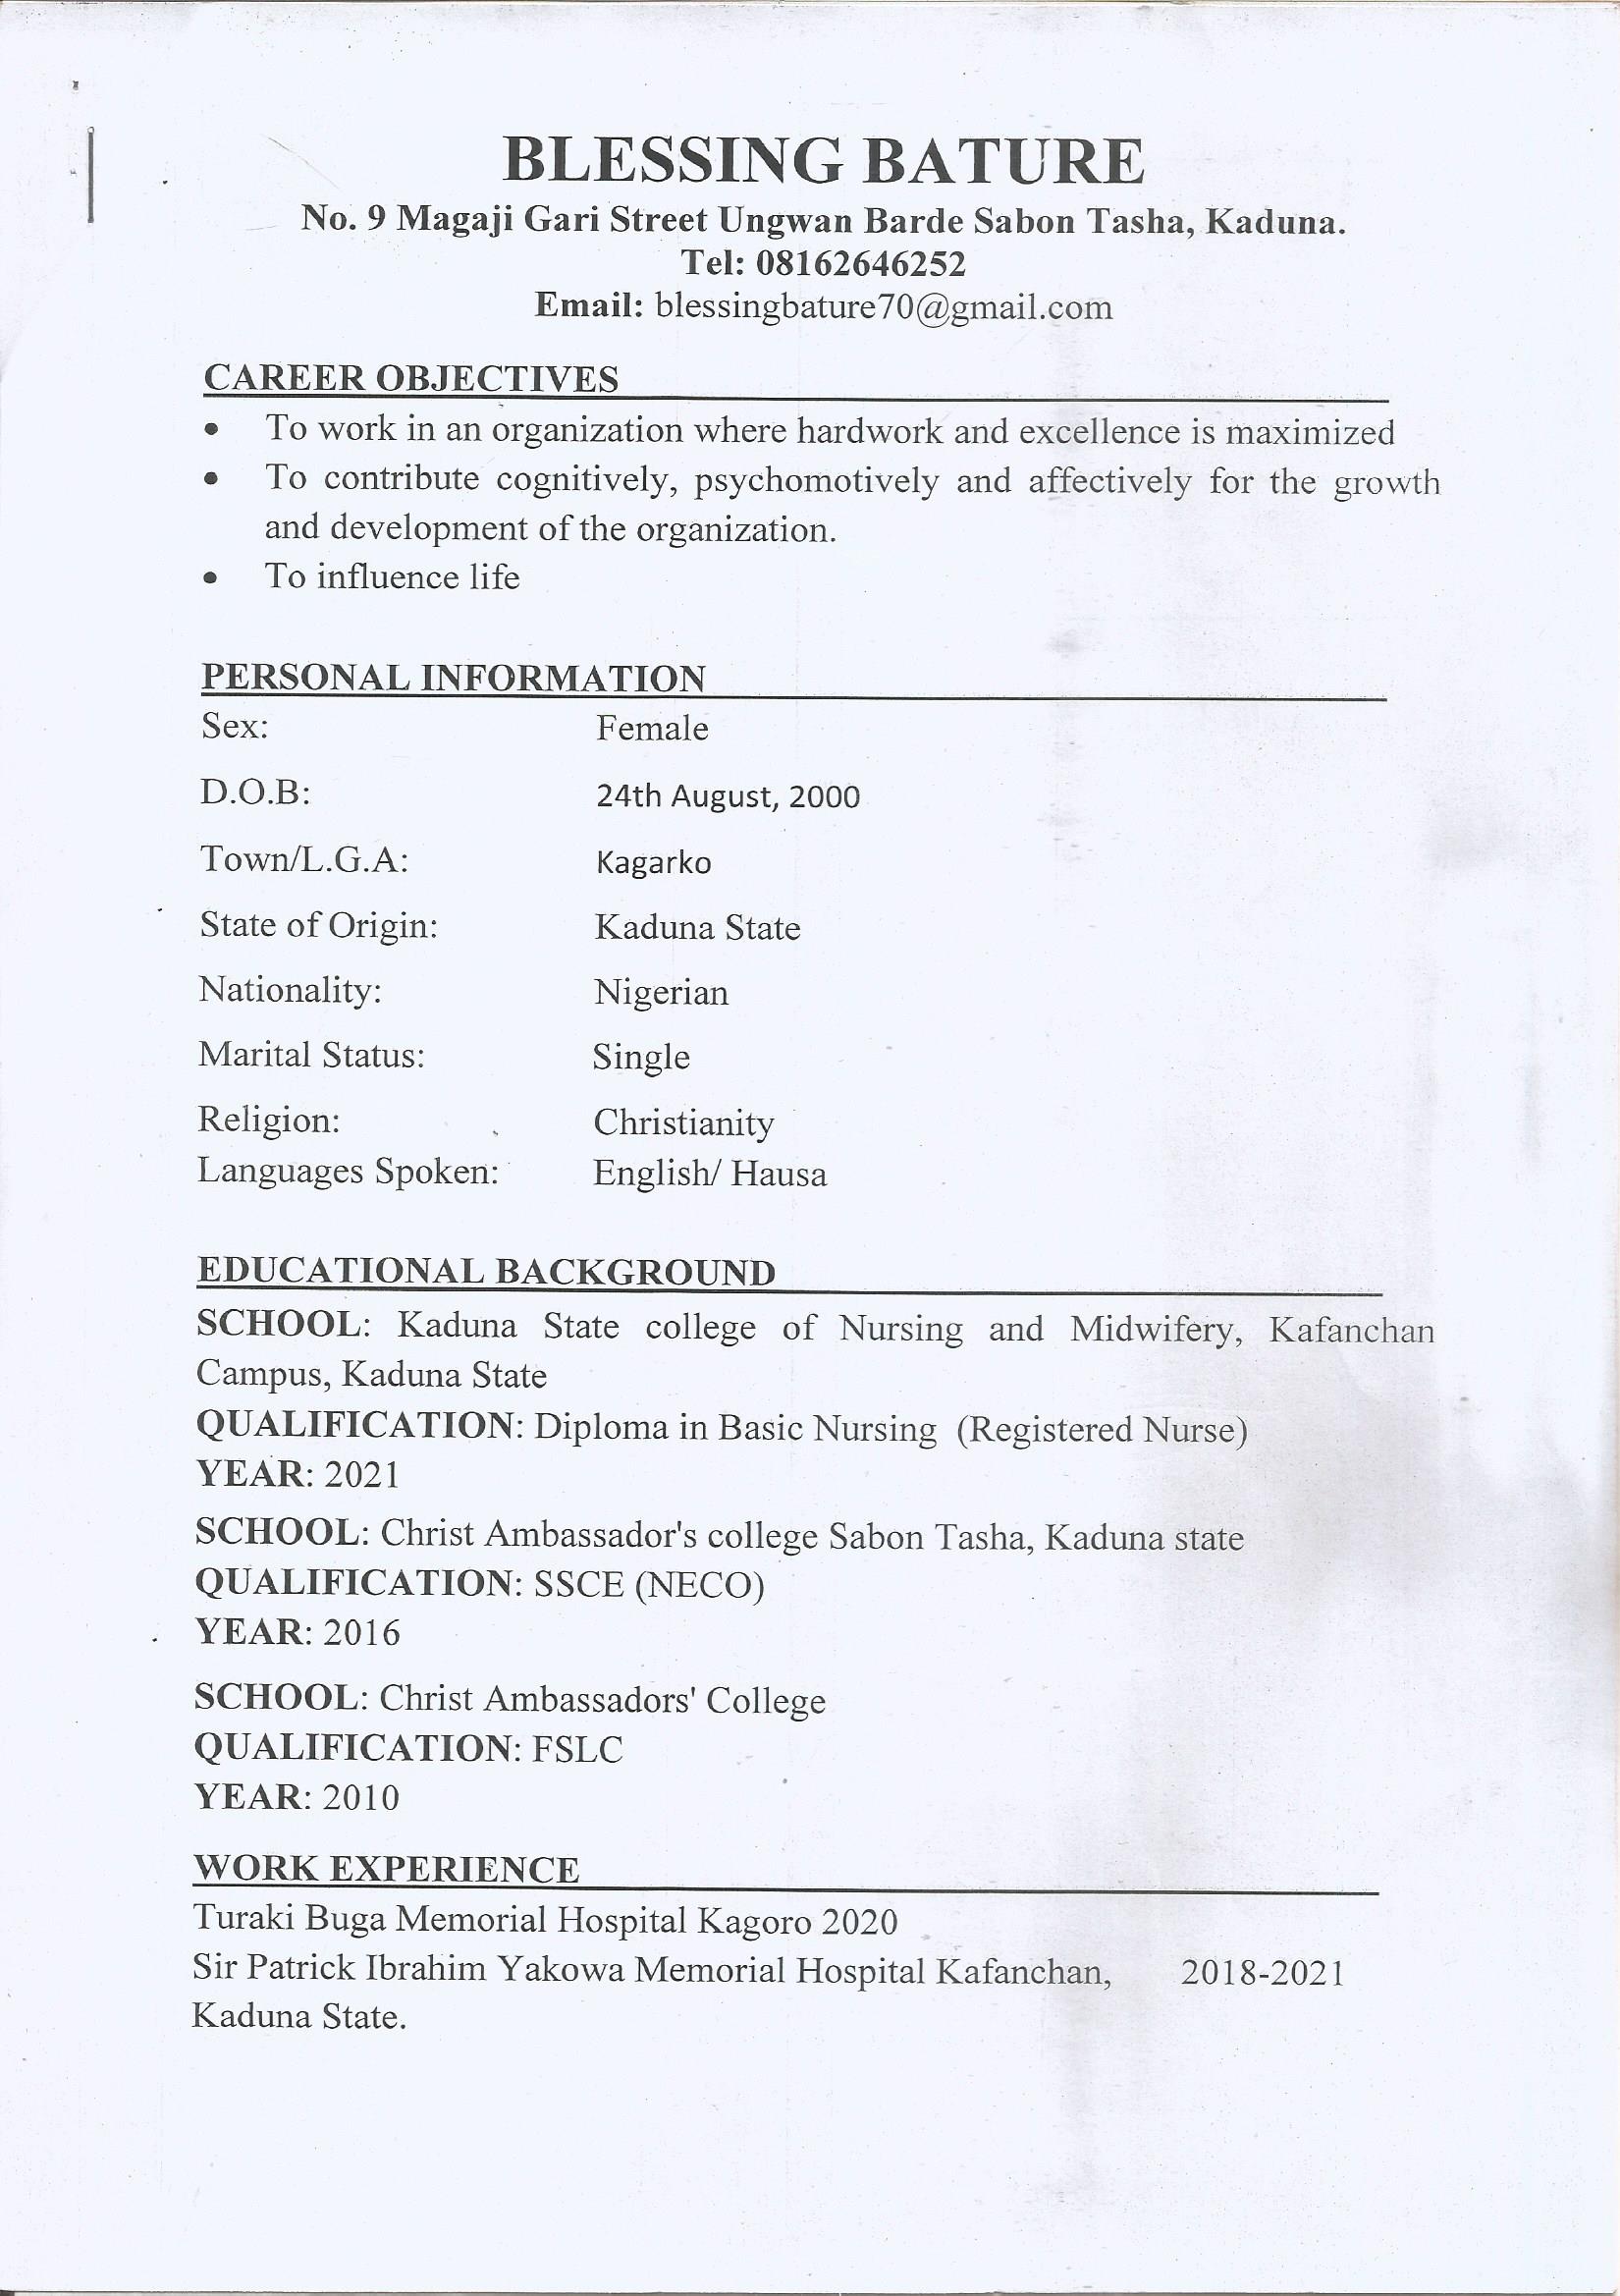 BLESSING BATURE
No. 9 Magaji Gari Street Ungwan Barde Sabon Tasha, Kaduna.
Tel: 08162646252
Email: blessingbature70@gmail.com
CAREER OBJECTIVES
• To work in an organization where hardwork and excellence is maximized
• To contribute cognitively, psychomotively and affectively for the growth
and development of the organization.
• To influence life
PERSONAL INFORMATION
Sex: Female
D.O.B: 24th August, 2000
Town/L.G.A: Kagarko
State of Origin: Kaduna State
Nationality: Nigerian
Marital Status: Single
Religion: Christianity
Languages Spoken: English/ Hausa
EDUCATIONAL BACKGROUND
SCHOOL: Kaduna State college of Nursing and Midwifery, Kafanchan
Campus, Kaduna State
QUALIFICATION: Diploma in Basic Nursing (Registered Nurse)
YEAR: 2021
SCHOOL: Christ Ambassador's college Sabon Tasha, Kaduna state
QUALIFICATION: SSCE (NECO)
YEAR: 2016
SCHOOL: Christ Ambassadors' College
QUALIFICATION: FSLC
YEAR: 2010
WORK EXPERIENCE
Turaki Buga Memorial Hospital Kagoro 2020
Sir Patrick Ibrahim Yakowa Memorial Hospital Kafanchan, 2018-2021
Kaduna State.